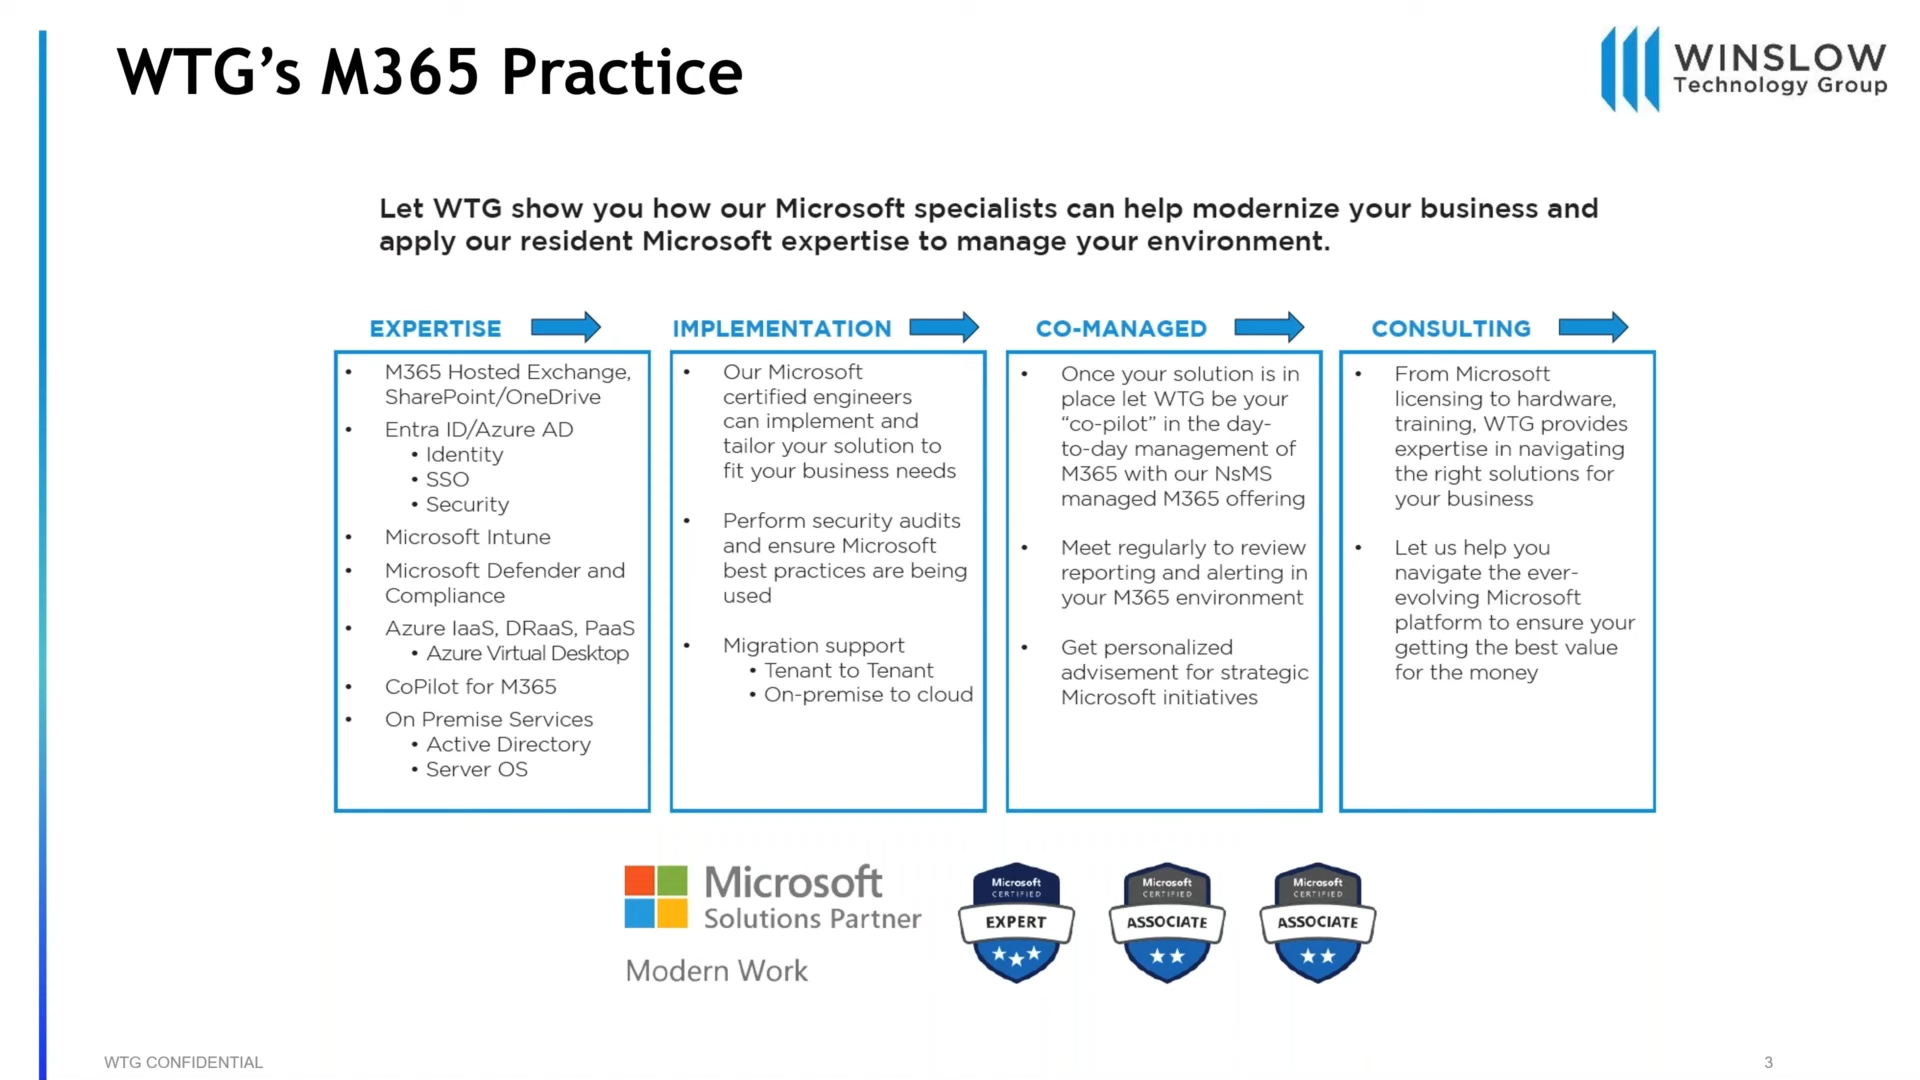 WTG’s M365 Practice
WINSLOW
Technology Group
Let WTG show you how our Microsoft specialists can help modernize your business and
apply our resident Microsoft expertise to manage your environment.
EXPERTISE
• M365 Hosted Exchange,
SharePoint/OneDrive
• Entra ID/Azure AD
• Identity
• SSO
• Security
• Microsoft Intune
• Microsoft Defender and
Compliance
• Azure IaaS, DRaaS, PaaS
• Azure Virtual Desktop
• CoPilot for M365
• On Premise Services
• Active Directory
• Server OS
IMPLEMENTATION
• Our Microsoft
certified engineers
can implement and
tailor your solution to
fit your business needs
• Perform security audits
and ensure Microsoft
best practices are being
used
• Migration support
• Tenant to Tenant
• On-premise to cloud
CO-MANAGED
• Once your solution is in
place let WTG be your
“co-pilot” in the day-
to-day management of
M365 with our NsMS
managed M365 offering
• Meet regularly to review
reporting and alerting in
your M365 environment
• Get personalized
advisement for strategic
Microsoft initiatives
CONSULTING
• From Microsoft
licensing to hardware,
training, WTG provides
expertise in navigating
the right solutions for
your business
• Let us help you
navigate the ever-
evolving Microsoft
platform to ensure your
getting the best value
for the money
Microsoft
Solutions Partner
Modern Work
Microsoft
CERTIFIED
EXPERT
Microsoft
CERTIFIED
ASSOCIATE
Microsoft
CERTIFIED
ASSOCIATE
WTG CONFIDENTIAL
3